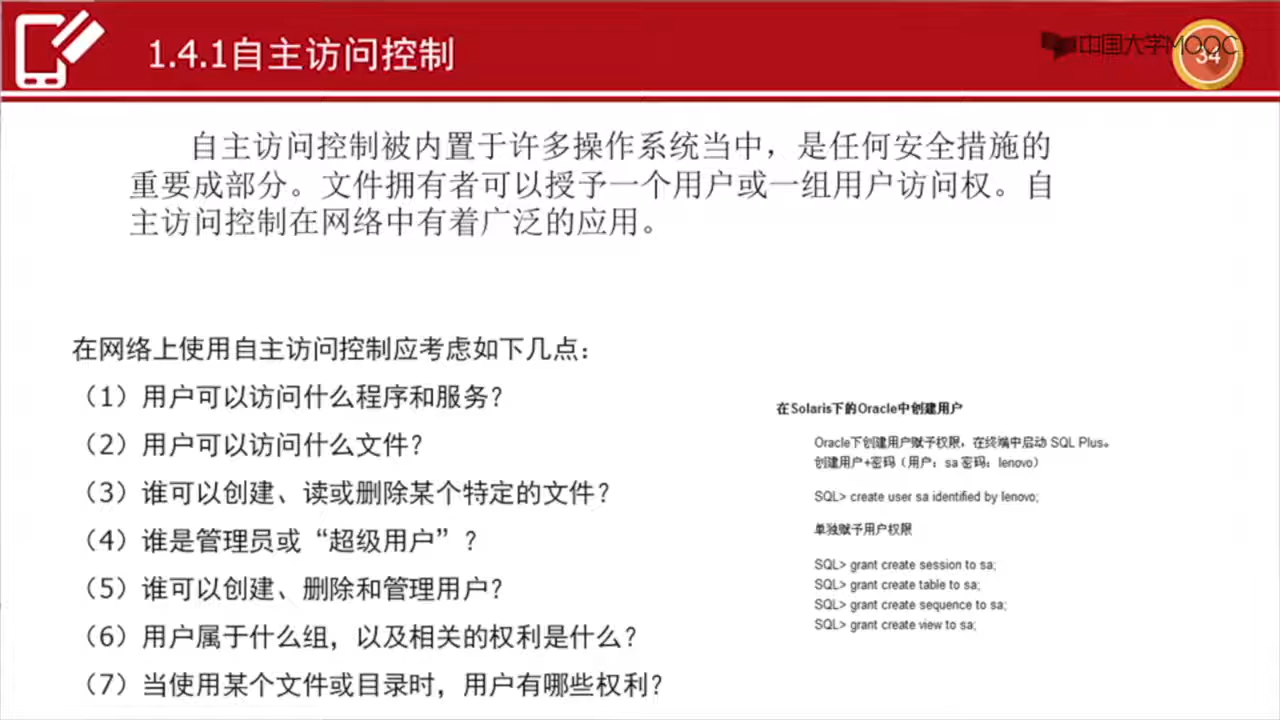 1.4.1自主访问控制
中国大学MOOC
34
自主访问控制被内置于许多操作系统当中，是任何安全措施的
重要成部分。文件拥有者可以授予一个用户或一组用户访问权。自
主访问控制在网络中有着广泛的应用。
在网络上使用自主访问控制应考虑如下几点：
（1）用户可以访问什么程序和服务？
（2）用户可以访问什么文件？
（3）谁可以创建、读或删除某个特定的文件？
（4）谁是管理员或“超级用户”？
（5）谁可以创建、删除和管理用户？
（6）用户属于什么组，以及相关的权利是什么？
（7）当使用某个文件或目录时，用户有哪些权利？
在Solaris下的Oracle中创建用户
Oracle下创建用户赋予权限，在终端中启动 SQL Plus。
创建用户+密码（用户：sa 密码：lenovo）
SQL> create user sa identified by lenovo;
单独赋予用户权限
SQL> grant create session to sa;
SQL> grant create table to sa;
SQL> grant create sequence to sa;
SQL> grant create view to sa;